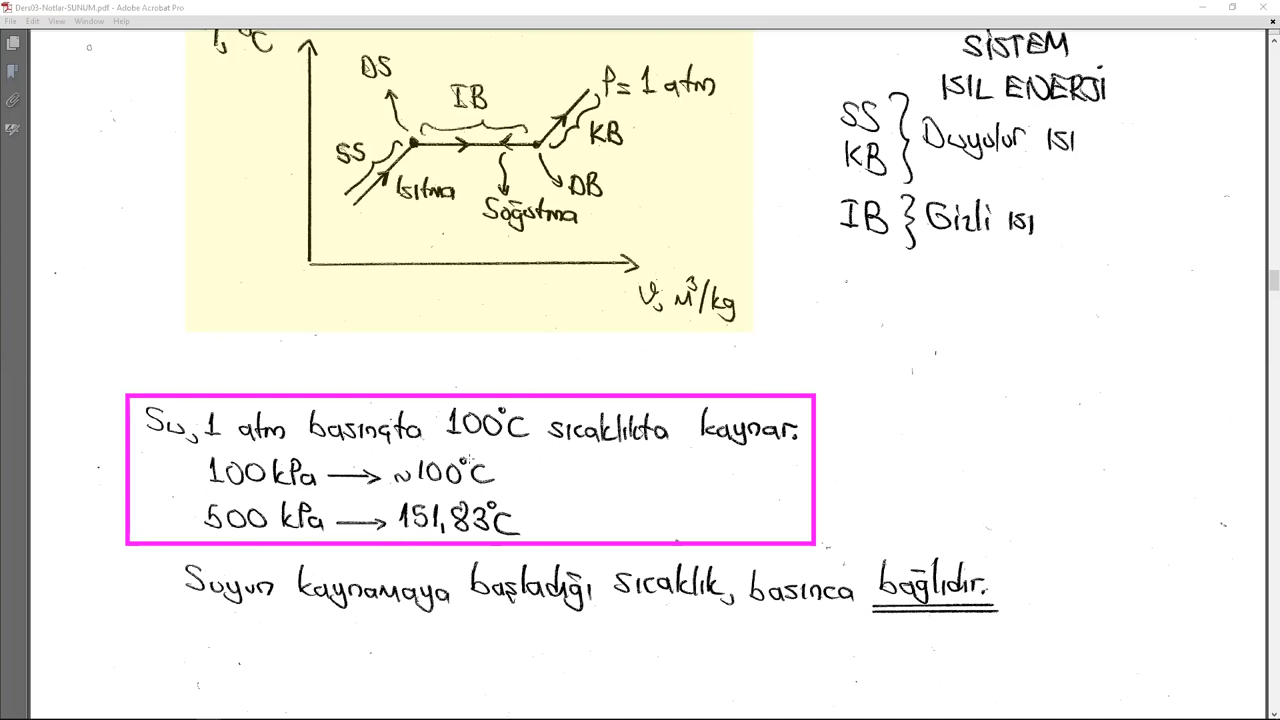 Ders03-Notlar-SUNUM.pdf - Adobe Acrobat Pro
File Edit View Window Help
T, °C
DS
IB
P= 1 atm
KB
SS
Isıtma
Soğutma
DB
v, m³/kg
SİSTEM
ISIL ENERJİ
SS
KB
Duyulur ısı
IB
Gizli ısı
Su, 1 atm basınçta 100°C sıcaklıkta kaynar.
100 kPa → ~100°C
500 kPa → 151,83°C
Suyun kaynamaya başladığı sıcaklık, basınca bağlıdır.